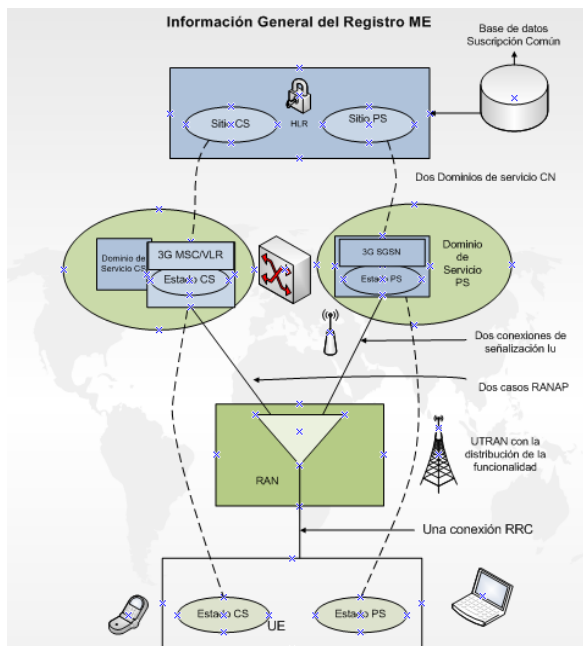 Información General del Registro ME
Base de datos
Suscripción Común
Sitio CS
HLR
Sitio PS
Dos Dominios de servicio CN
Dominio de
Servicio CS
3G MSC/VLR
Estado CS
3G SGSN
Estado PS
Dominio
de
Servicio
PS
Dos conexiones de
señalización Iu
Dos casos RANAP
RAN
UTRAN con la
distribución de la
funcionalidad
Una conexión RRC
Estado CS
UE
Estado PS